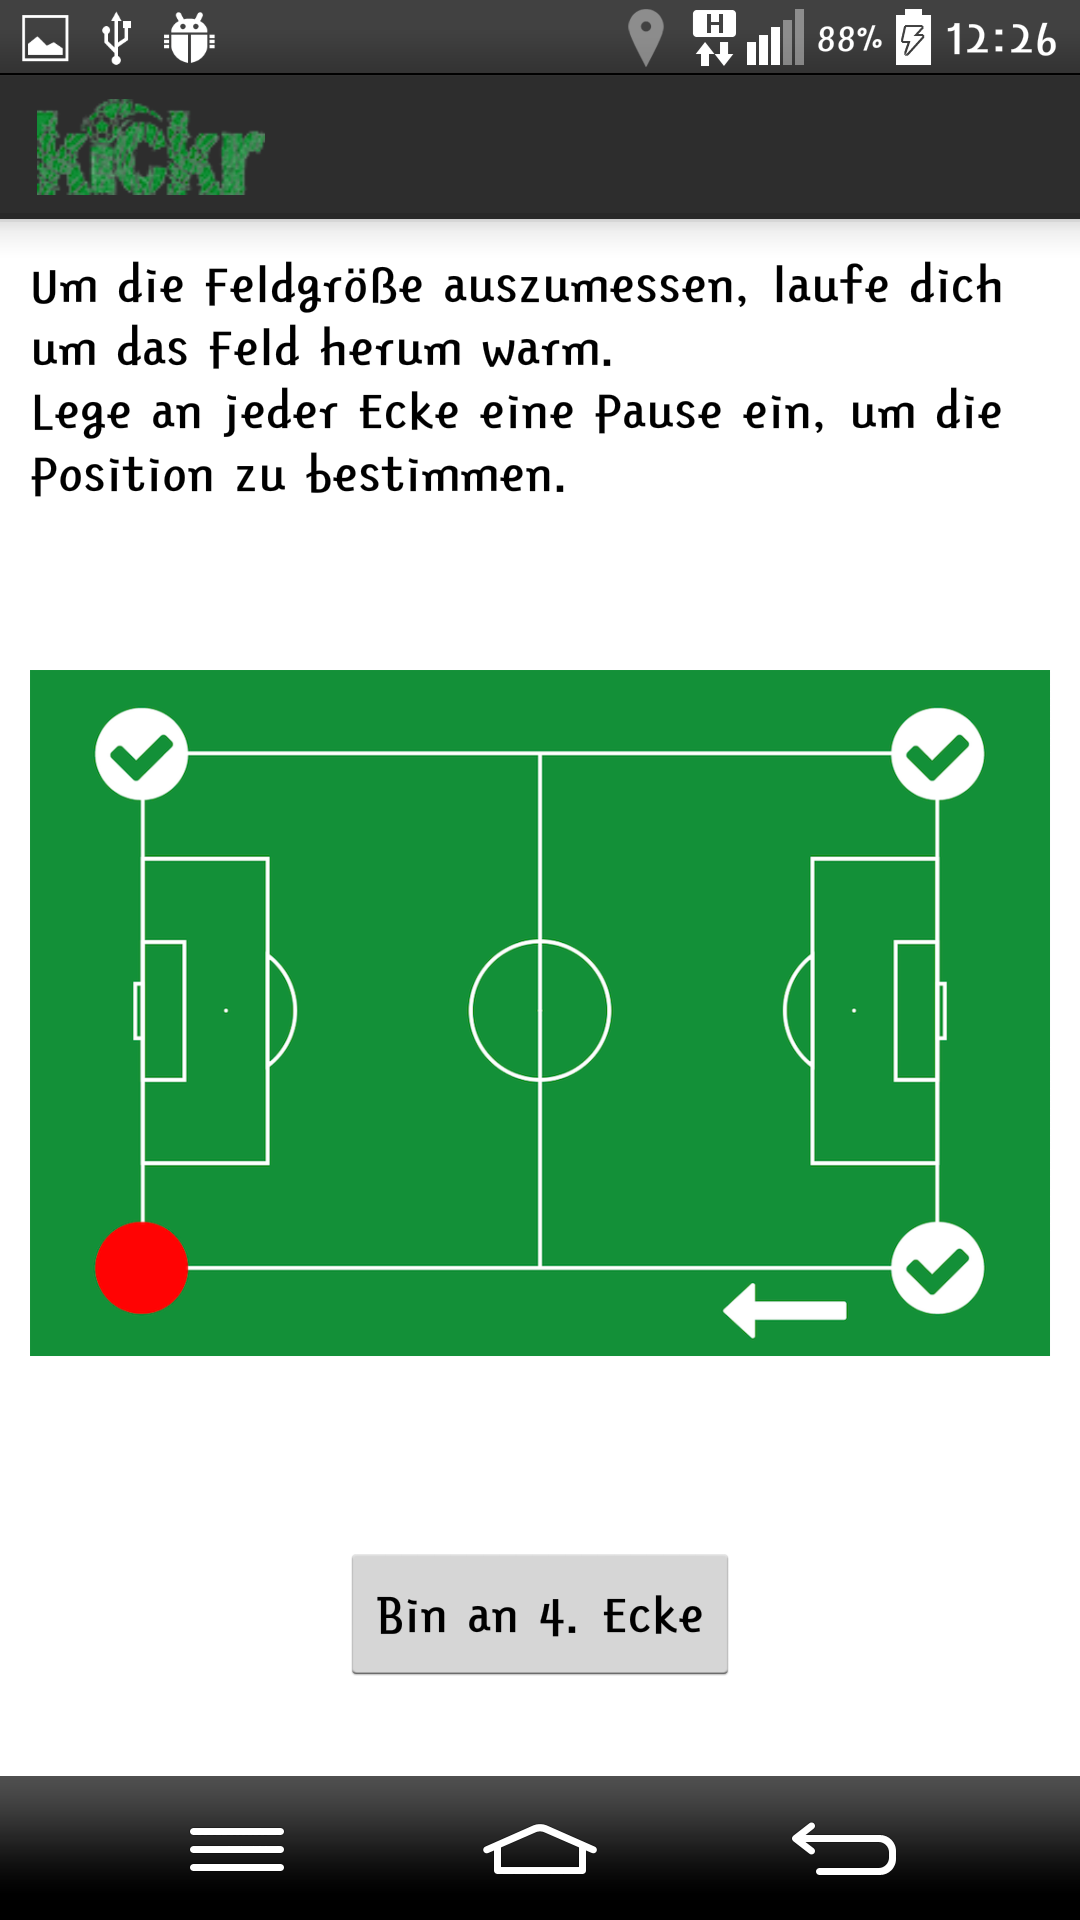 H 88% 12:26
kickr
Um die Feldgröße auszumessen, laufe dich
um das Feld herum warm.
Lege an jeder Ecke eine Pause ein, um die
Position zu bestimmen.
Bin an 4. Ecke